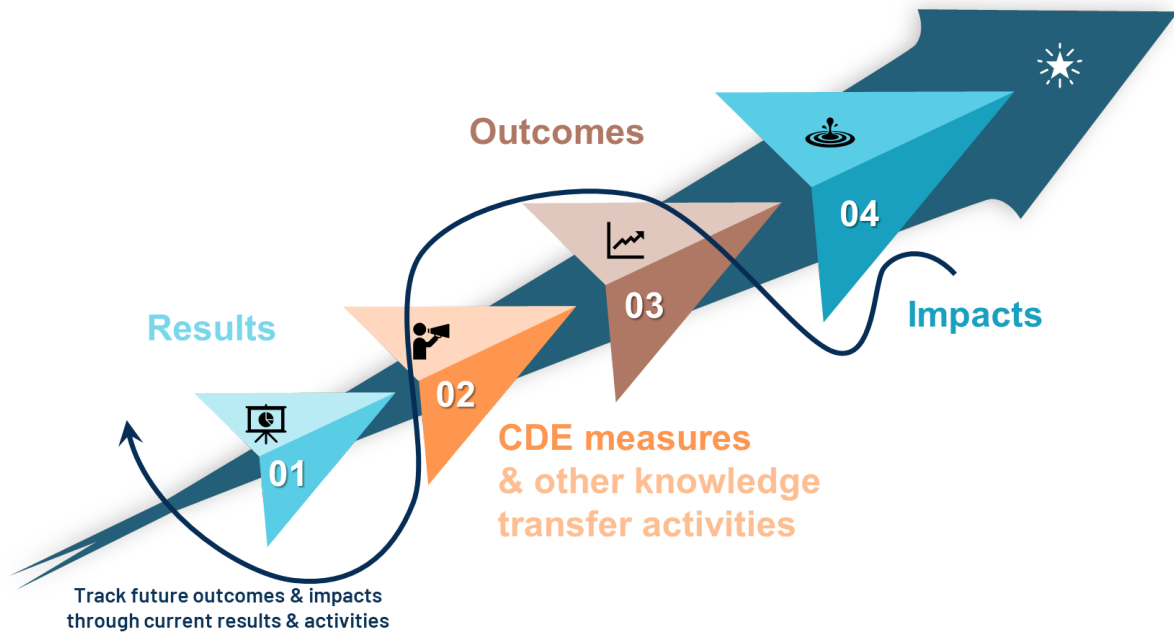 Results
01
02
CDE measures
& other knowledge
transfer activities
Outcomes
03
04
Impacts
Track future outcomes & impacts
through current results & activities